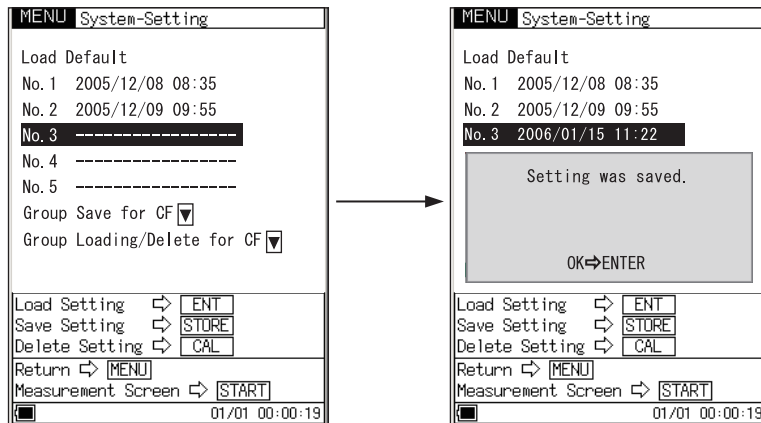 MENU System-Setting
Load Default
No. 1 2005/12/08 08:35
No. 2 2005/12/09 09:55
No. 3 -----------------
No. 4 -----------------
No. 5 -----------------
Group Save for CF▼
Group Loading/Delete for CF▼
Load Setting ⇨ ENT
Save Setting ⇨ STORE
Delete Setting ⇨ CAL
Return ⇨ MENU
Measurement Screen ⇨ START
01/01 00:00:19
MENU System-Setting
Load Default
No. 1 2005/12/08 08:35
No. 2 2005/12/09 09:55
No. 3 2006/01/15 11:22
Setting was saved.
OK⇨ENTER
Load Setting ⇨ ENT
Save Setting ⇨ STORE
Delete Setting ⇨ CAL
Return ⇨ MENU
Measurement Screen ⇨ START
01/01 00:00:19